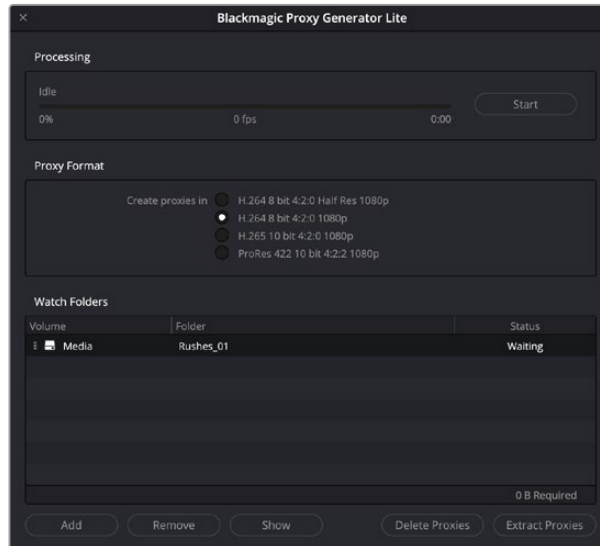 Blackmagic Proxy Generator Lite
Processing
Idle
0% 0 fps 0:00
Start
Proxy Format
Create proxies in H.264 8 bit 4:2:0 Half Res 1080p
H.264 8 bit 4:2:0 1080p
H.265 10 bit 4:2:0 1080p
ProRes 422 10 bit 4:2:2 1080p
Watch Folders
Volume Folder Status
Media Rushes_01 Waiting
0 B Required
Add Remove Show Delete Proxies Extract Proxies